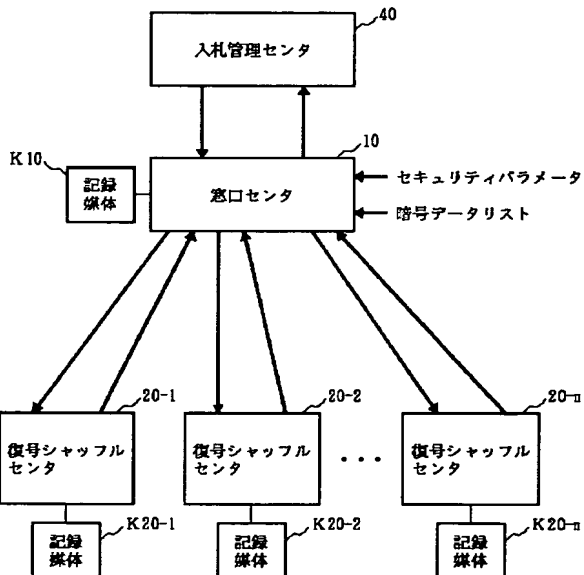 40
入札管理センタ
10
K10
記録
媒体
窓口センタ
セキュリティパラメータ
暗号データリスト
20-1
20-2
20-n
復号シャッフル
センタ
復号シャッフル
センタ
・・・
復号シャッフル
センタ
K20-1
K20-2
K20-n
記録
媒体
記録
媒体
記録
媒体